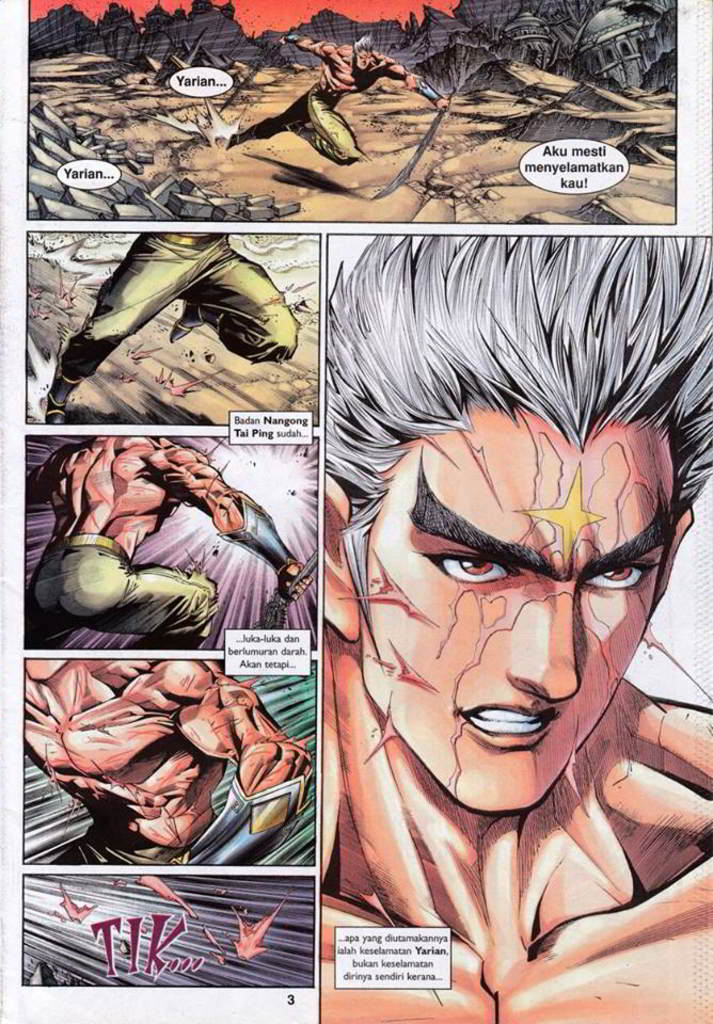 Yarian...
Yarian...
Aku mesti
menyelamatkan
kau!
Badan Nangong
Tai Ping sudah...
...luka-luka dan
berlumuran darah.
Akan tetapi...
TIK...
...apa yang diutamakannya
ialah keselamatan Yarian,
bukan keselamatan
dirinya sendiri kerana...
3